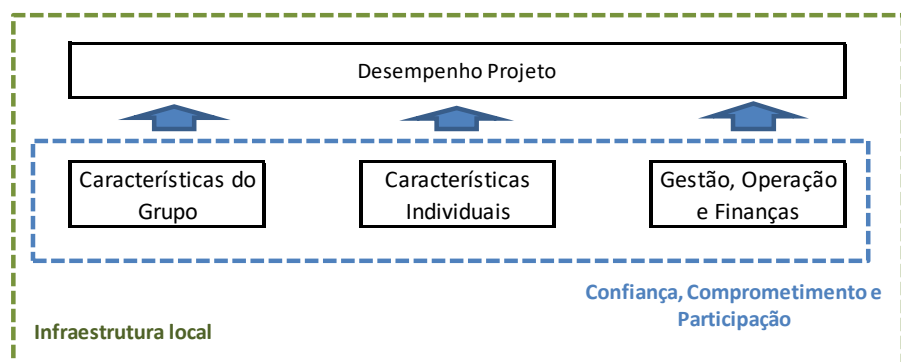 Desempenho Projeto
Características do
Grupo
Características
Individuais
Gestão, Operação
e Finanças
Confiança, Comprometimento e
Participação
Infraestrutura local